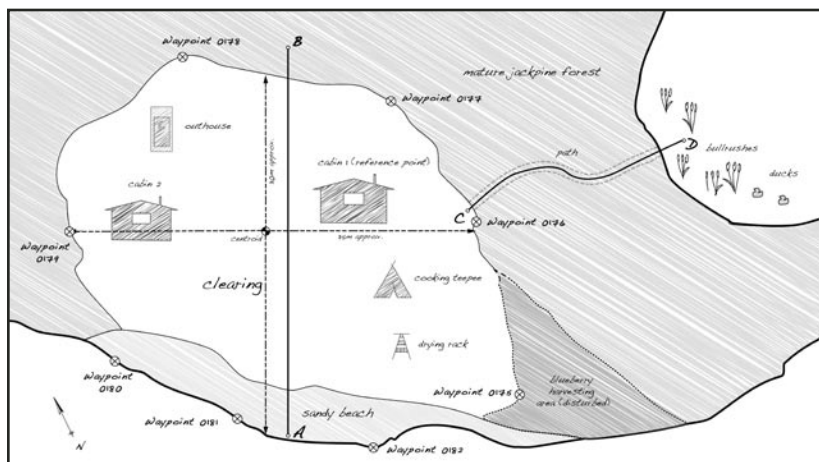 Waypoint 0178
B
mature jackpine forest
Waypoint 0177
outhouse
path
D
bullrushes
cabin 1 (reference point)
ducks
cabin 2
C
Waypoint 0176
centroid
approx.
Waypoint
0179
approx.
clearing
cooking teepee
drying rack
Waypoint
0180
Waypoint 0175
blueberry
harvesting
area (disturbed)
sandy beach
Waypoint 0181
A
N
Waypoint 0182